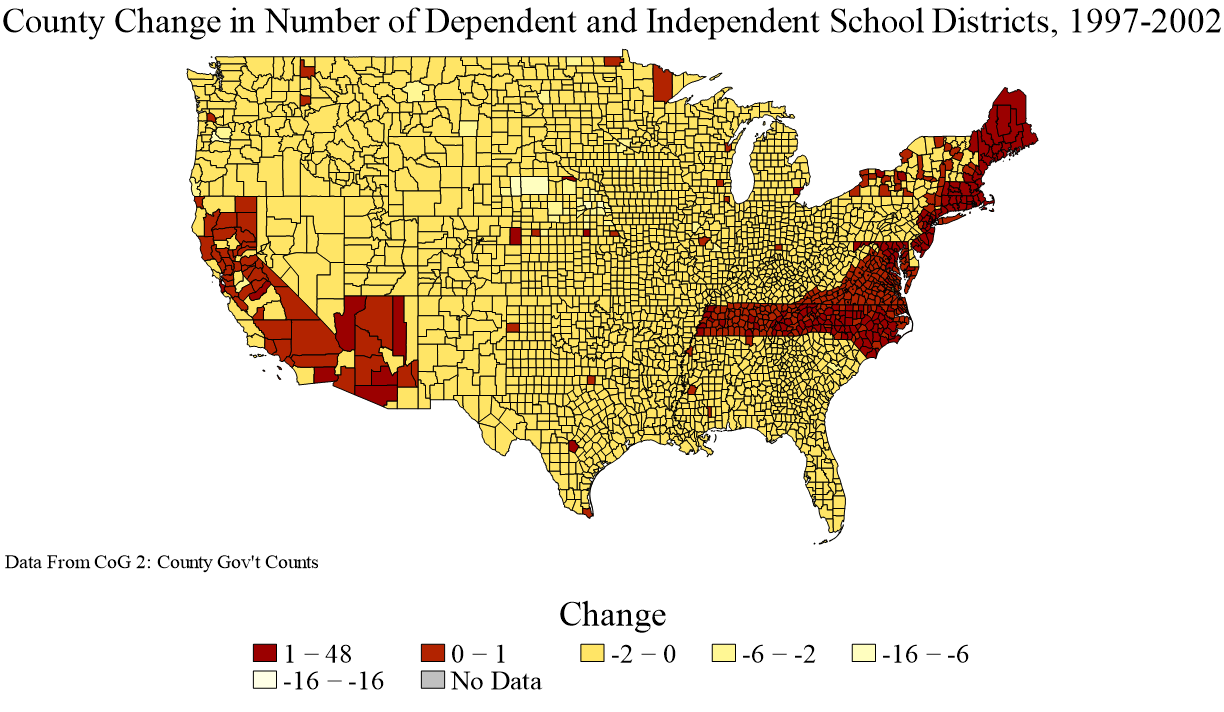 County Change in Number of Dependent and Independent School Districts, 1997-2002
Data From CoG 2: County Gov't Counts
Change
1 − 48 0 − 1 -2 − 0 -6 − -2 -16 − -6
-16 − -16 No Data